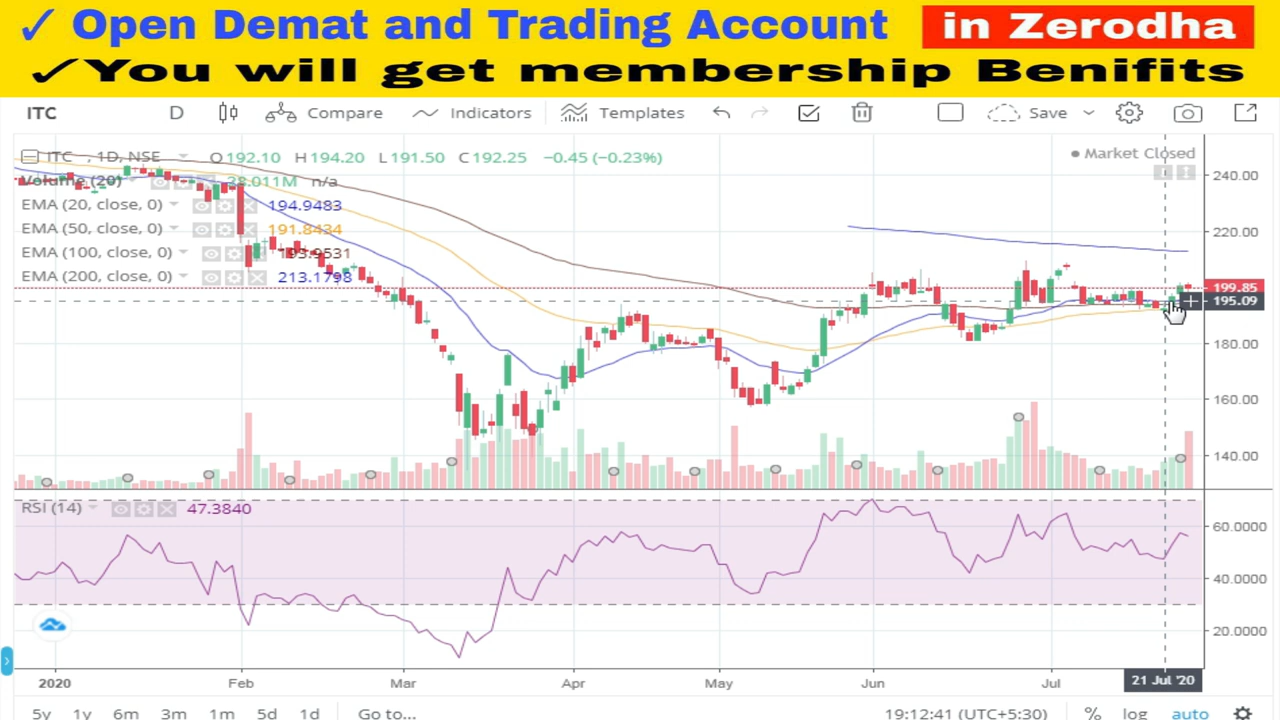 ✓ Open Demat and Trading Account in Zerodha
✓You will get membership Benifits
ITC D Compare Indicators Templates Save
ITC , 1D, NSE O192.10 H194.20 L191.50 C192.25 −0.45 (−0.23%)
Market Closed
Volume (20) 38.011M n/a
EMA (20, close, 0) 194.9483
EMA (50, close, 0) 191.8434
EMA (100, close, 0) 193.9531
EMA (200, close, 0) 213.1798
240.00
220.00
199.85
195.09
180.00
160.00
140.00
RSI (14) 47.3840
60.0000
40.0000
20.0000
2020 Feb Mar Apr May Jun Jul 21 Jul '20
5y 1y 6m 3m 1m 5d 1d Go to... 19:12:41 (UTC+5:30) % log auto